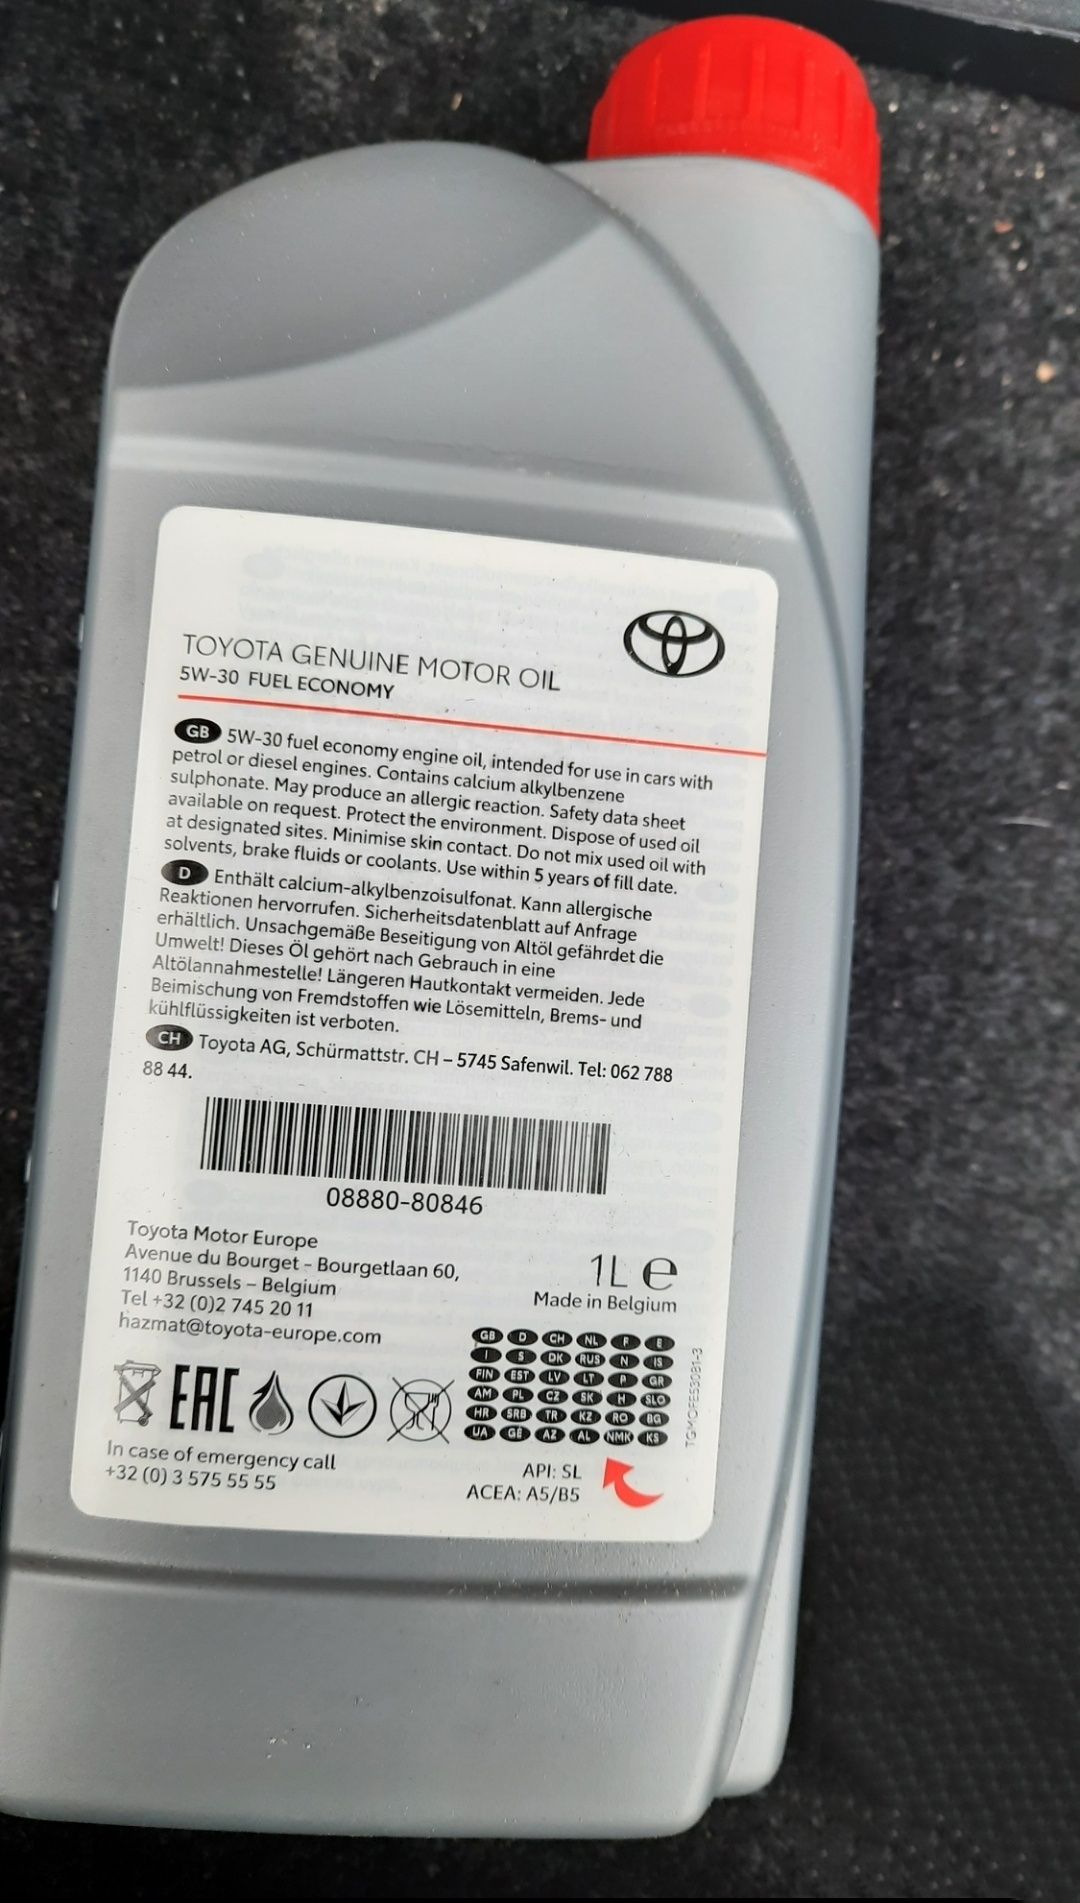 TOYOTA GENUINE MOTOR OIL
5W-30 FUEL ECONOMY
GB 5W-30 fuel economy engine oil, intended for use in cars with
petrol or diesel engines. Contains calcium alkylbenzene
sulphonate. May produce an allergic reaction. Safety data sheet
available on request. Protect the environment. Dispose of used oil
at designated sites. Minimise skin contact. Do not mix used oil with
solvents, brake fluids or coolants. Use within 5 years of fill date.
D Enthält calcium-alkylbenzoisulfonat. Kann allergische
Reaktionen hervorrufen. Sicherheitsdatenblatt auf Anfrage
erhältlich. Unsachgemäße Beseitigung von Altöl gefährdet die
Umwelt! Dieses Öl gehört nach Gebrauch in eine
Altölannahmestelle! Längeren Hautkontakt vermeiden. Jede
Beimischung von Fremdstoffen wie Lösemitteln, Brems- und
kühlflüssigkeiten ist verboten.
CH Toyota AG, Schürmattstr. CH – 5745 Safenwil. Tel: 062 788
88 44.
08880-80846
Toyota Motor Europe
Avenue du Bourget - Bourgetlaan 60,
1140 Brussels – Belgium
Tel +32 (0)2 745 20 11
hazmat@toyota-europe.com
1L e
Made in Belgium
GB D CH NL F E
I S DK RUS N IS
FIN EST LV LT P GR
AM PL CZ SK H SLO
HR SRB TR KZ RO BG
UA GE AZ AL NMK KS
TGMOFE53081-3
EAC
In case of emergency call
+32 (0) 3 575 55 55
API: SL
ACEA: A5/B5